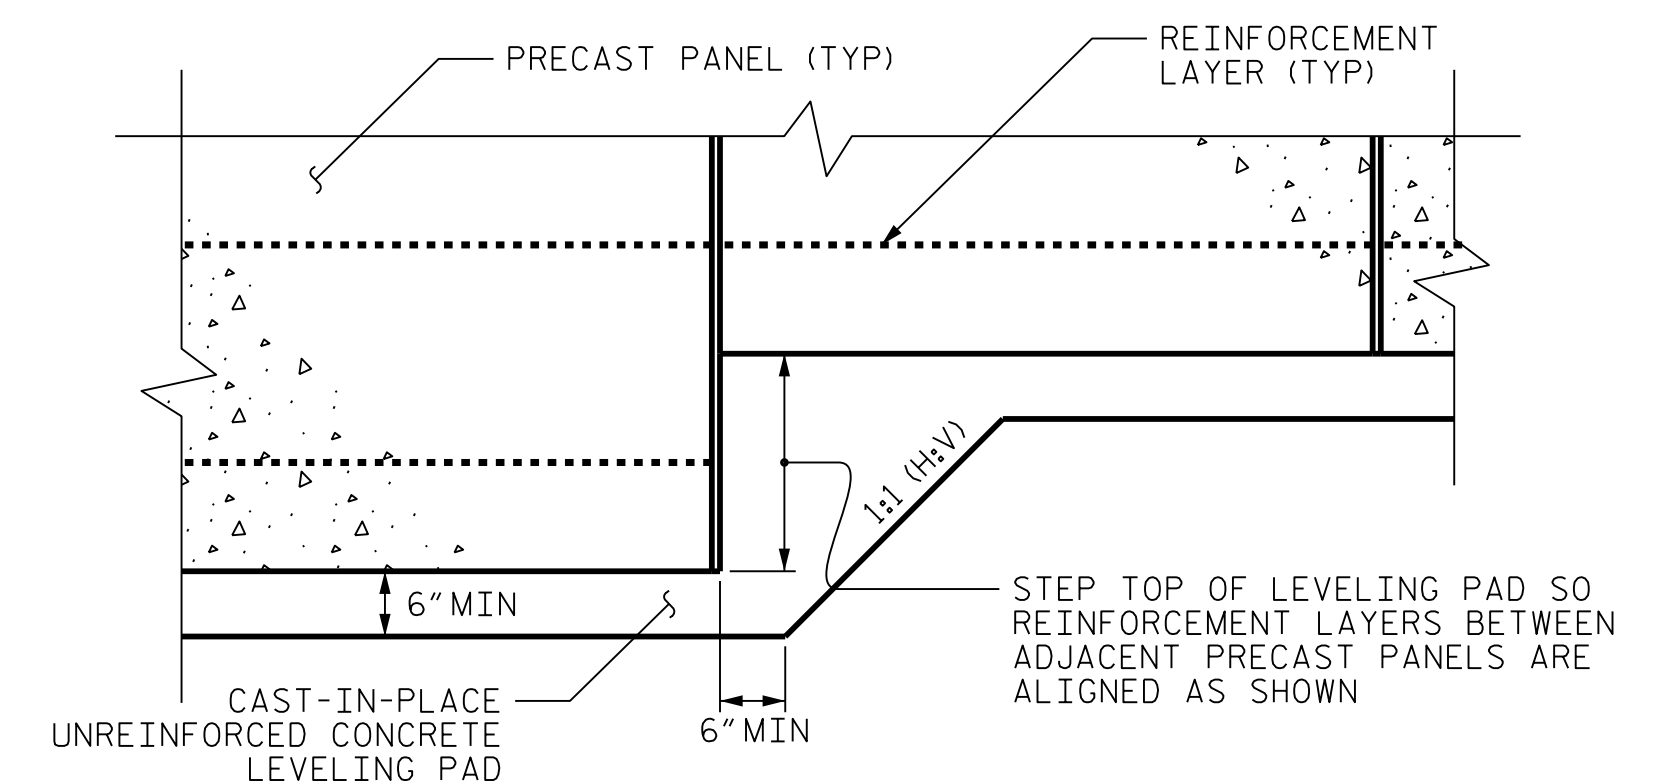 PRECAST PANEL (TYP)
REINFORCEMENT
LAYER (TYP)
1:1 (H:V)
6" MIN
STEP TOP OF LEVELING PAD SO
REINFORCEMENT LAYERS BETWEEN
ADJACENT PRECAST PANELS ARE
ALIGNED AS SHOWN
CAST-IN-PLACE
UNREINFORCED CONCRETE
LEVELING PAD
6" MIN